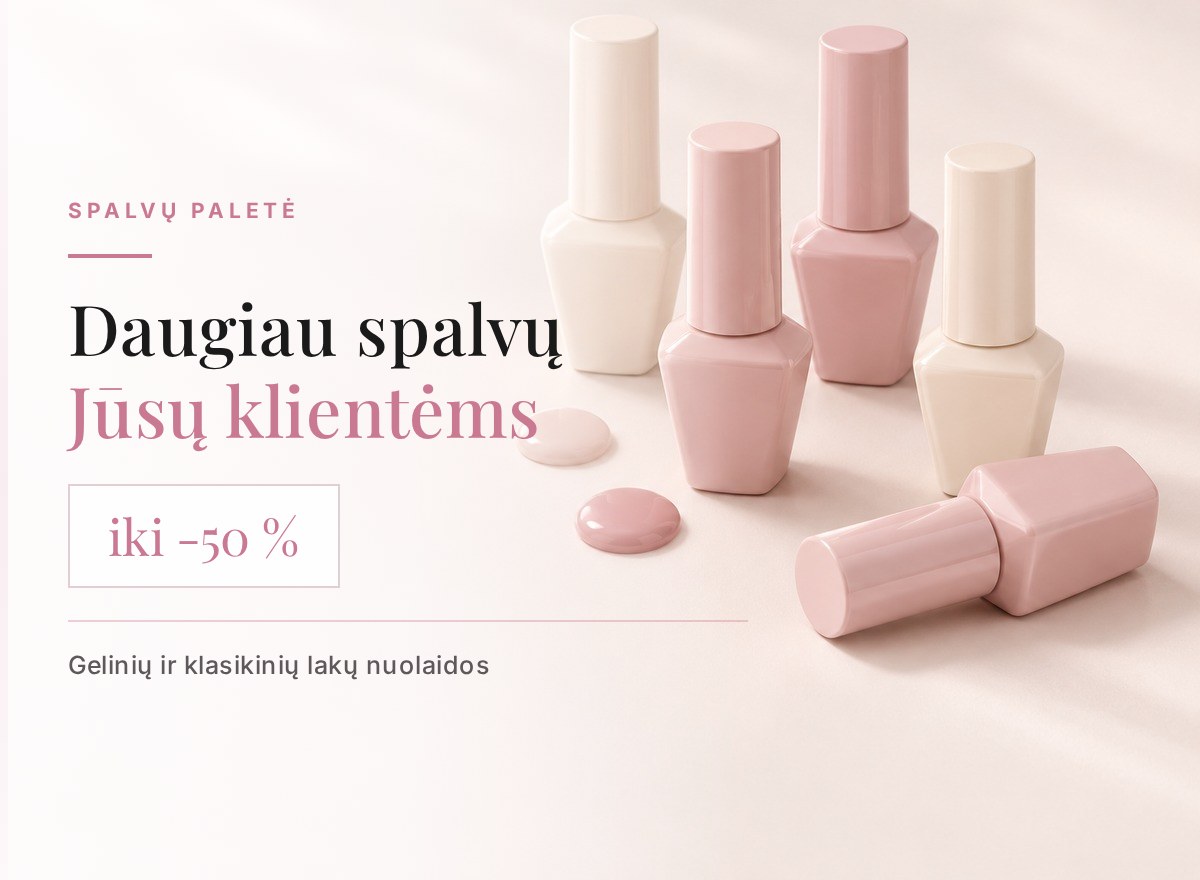 SPALVŲ PALETĖ
Daugiau spalvų
Jūsų klientėms
iki -50 %
Gelinių ir klasikinių lakų nuolaidos